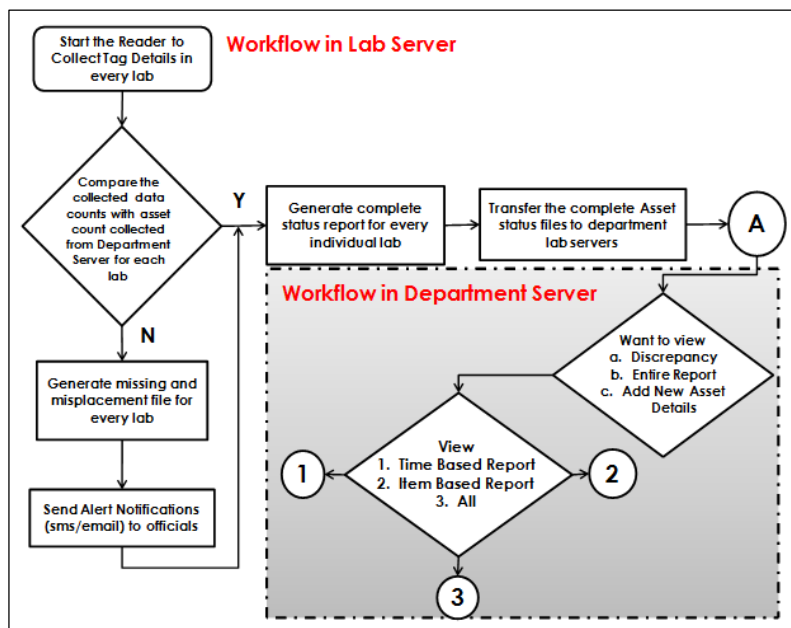 Start the Reader to
Collect Tag Details in
every lab
Workflow in Lab Server
Compare the
collected data
counts with asset
count collected
from Department
Server for each
lab
Y
Generate complete
status report for every
individual lab
Transfer the complete Asset
status files to department
lab servers
A
N
Generate missing and
misplacement file for
every lab
Send Alert Notifications
(sms/email) to officials
Workflow in Department Server
Want to view
a. Discrepancy
b. Entire Report
c. Add New Asset
Details
View
1. Time Based Report
2. Item Based Report
3. All
1
2
3